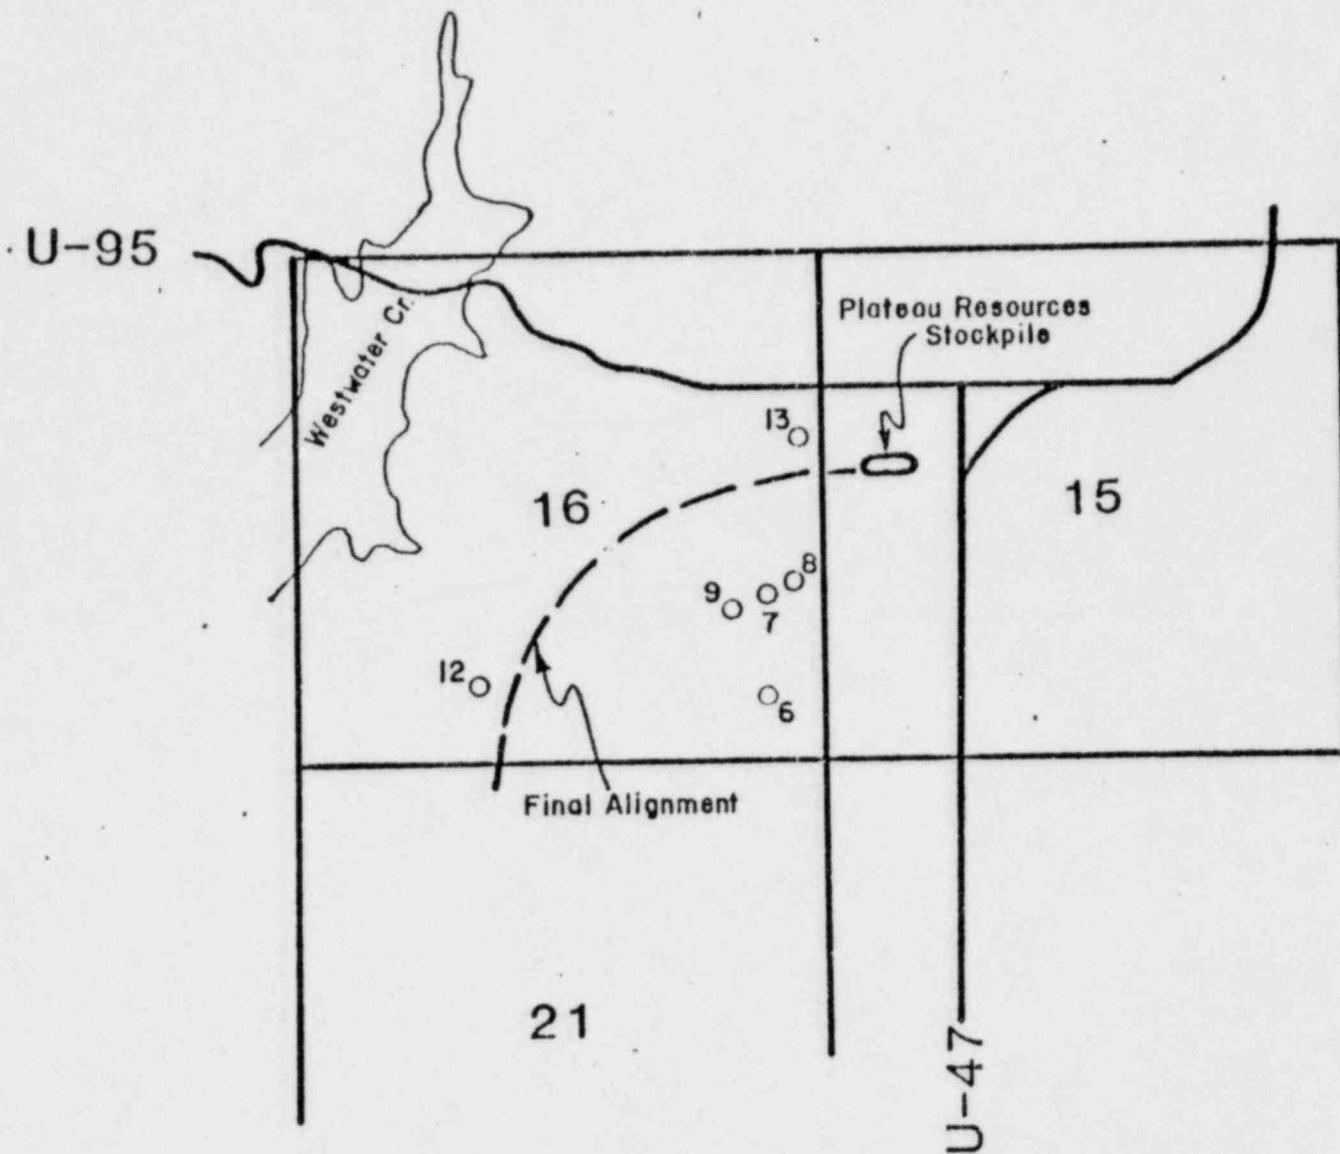 U-95
Westwater Cr.
Plateau Resources
Stockpile
13
16
15
8
9
7
12
6
Final Alignment
21
U-47